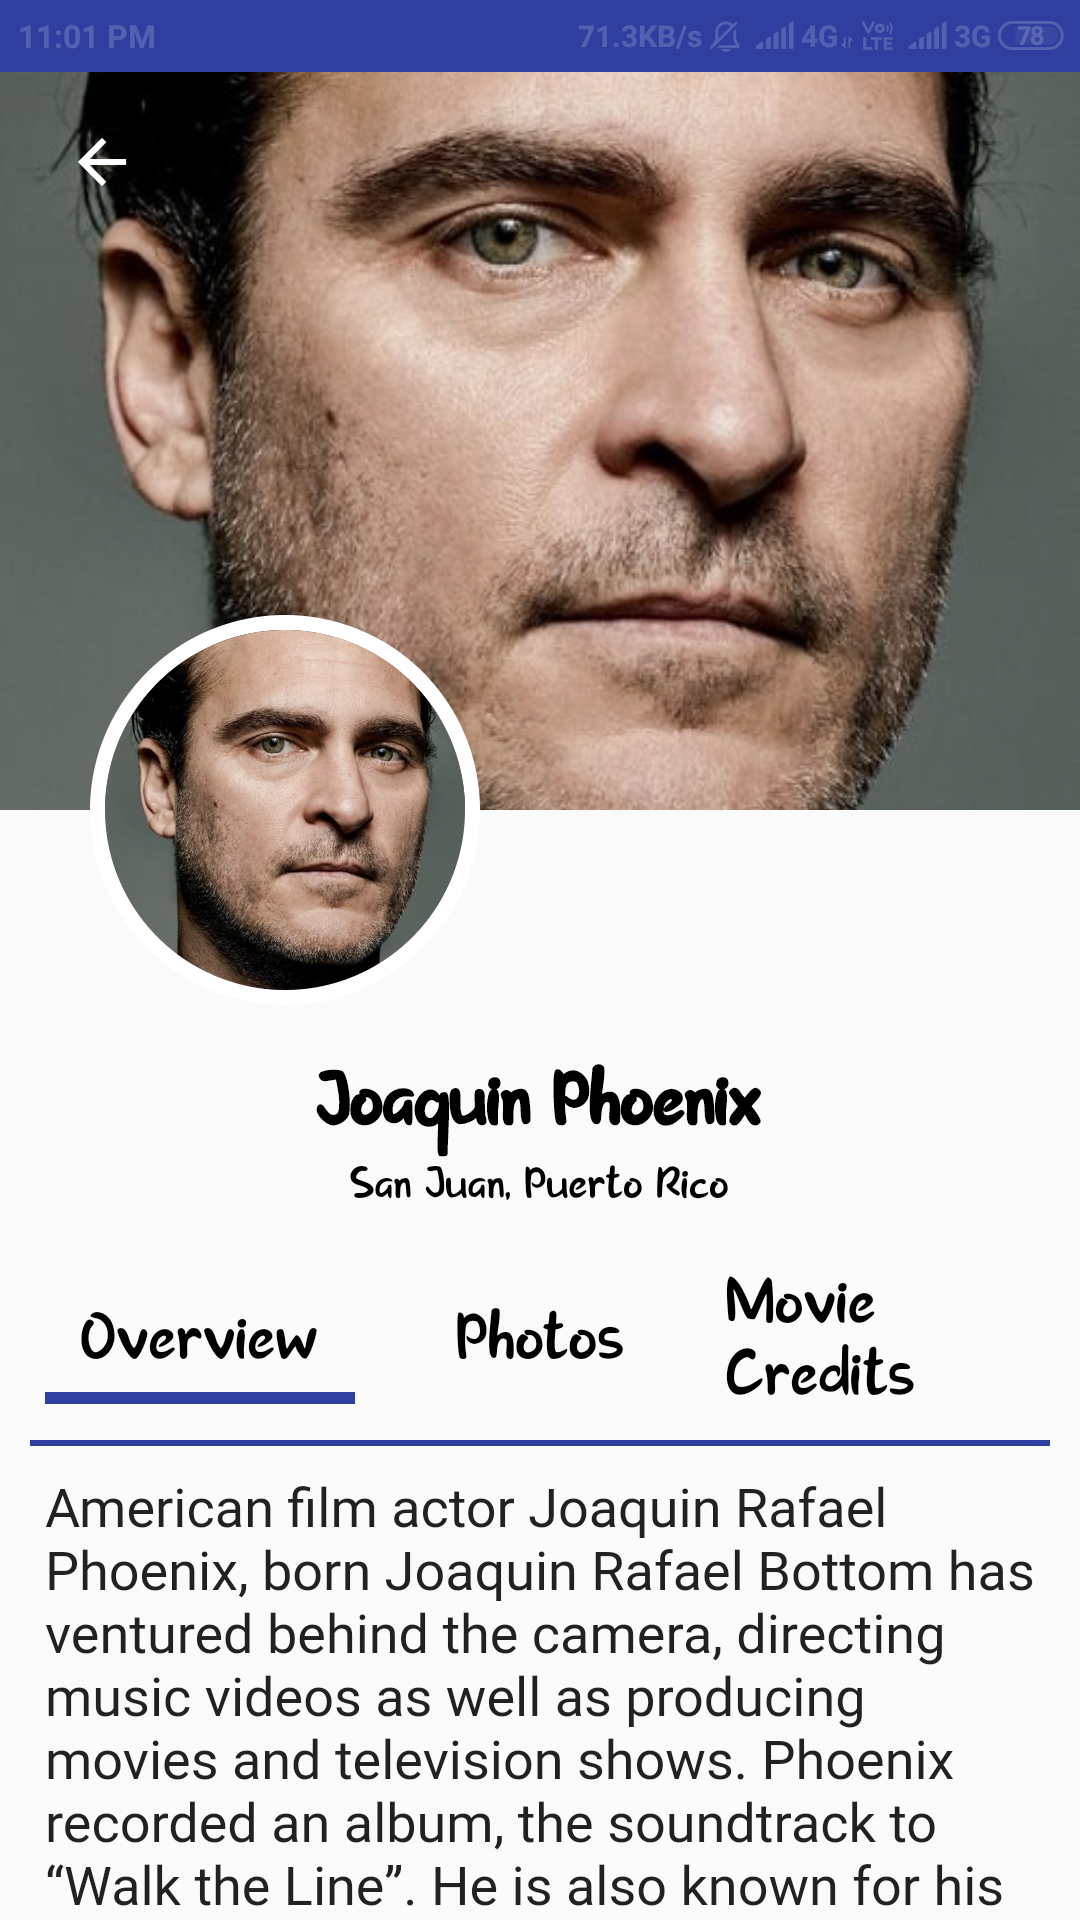 11:01 PM 71.3KB/s 4G Vo LTE 3G 78
Joaquin Phoenix
San Juan, Puerto Rico
Overview Photos Movie Credits
American film actor Joaquin Rafael
Phoenix, born Joaquin Rafael Bottom has
ventured behind the camera, directing
music videos as well as producing
movies and television shows. Phoenix
recorded an album, the soundtrack to
“Walk the Line”. He is also known for his